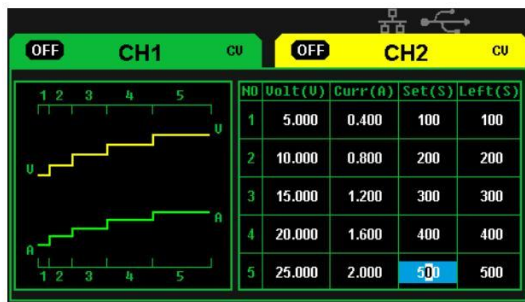 OFF CH1 CV OFF CH2 CV
1 2 3 4 5
V
V
A
A
1 2 3 4 5
NO Volt(V) Curr(A) Set(S) Left(S)
1 5.000 0.400 100 100
2 10.000 0.800 200 200
3 15.000 1.200 300 300
4 20.000 1.600 400 400
5 25.000 2.000 500 500